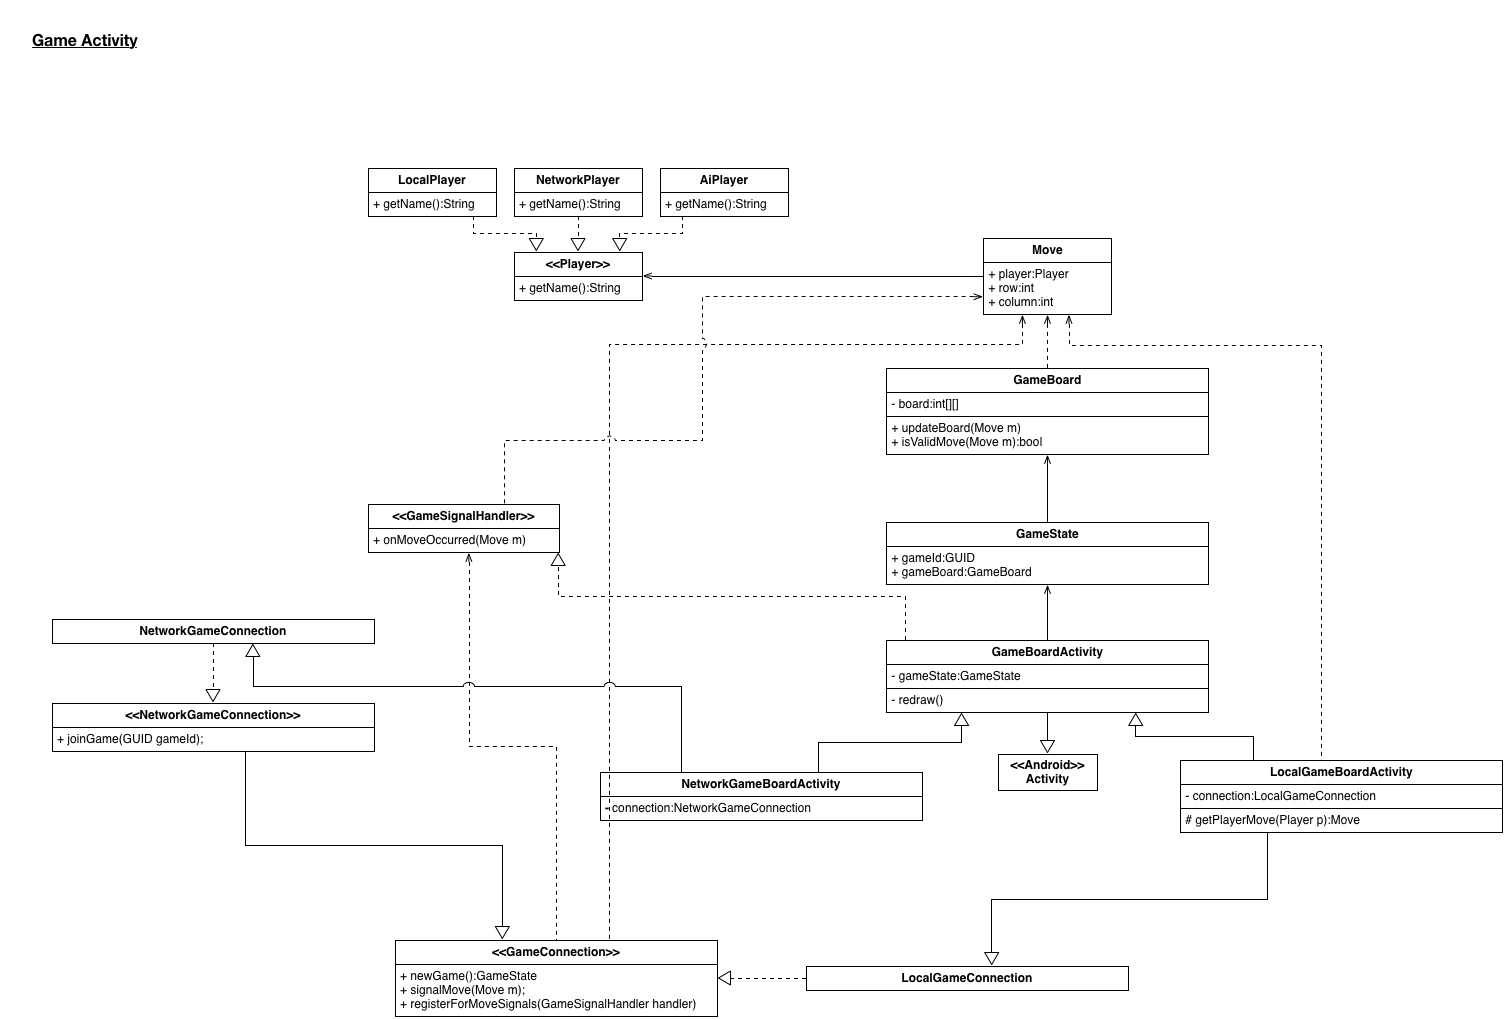 Game Activity
LocalPlayer
+ getName():String
NetworkPlayer
+ getName():String
AiPlayer
+ getName():String
<<Player>>
+ getName():String
Move
+ player:Player
+ row:int
+ column:int
GameBoard
- board:int[][]
+ updateBoard(Move m)
+ isValidMove(Move m):bool
<<GameSignalHandler>>
+ onMoveOccurred(Move m)
GameState
+ gameId:GUID
+ gameBoard:GameBoard
NetworkGameConnection
GameBoardActivity
- gameState:GameState
- redraw()
<<NetworkGameConnection>>
+ joinGame(GUID gameId);
NetworkGameBoardActivity
- connection:NetworkGameConnection
<<Android>>
Activity
LocalGameBoardActivity
- connection:LocalGameConnection
# getPlayerMove(Player p):Move
<<GameConnection>>
+ newGame():GameState
+ signalMove(Move m);
+ registerForMoveSignals(GameSignalHandler handler)
LocalGameConnection